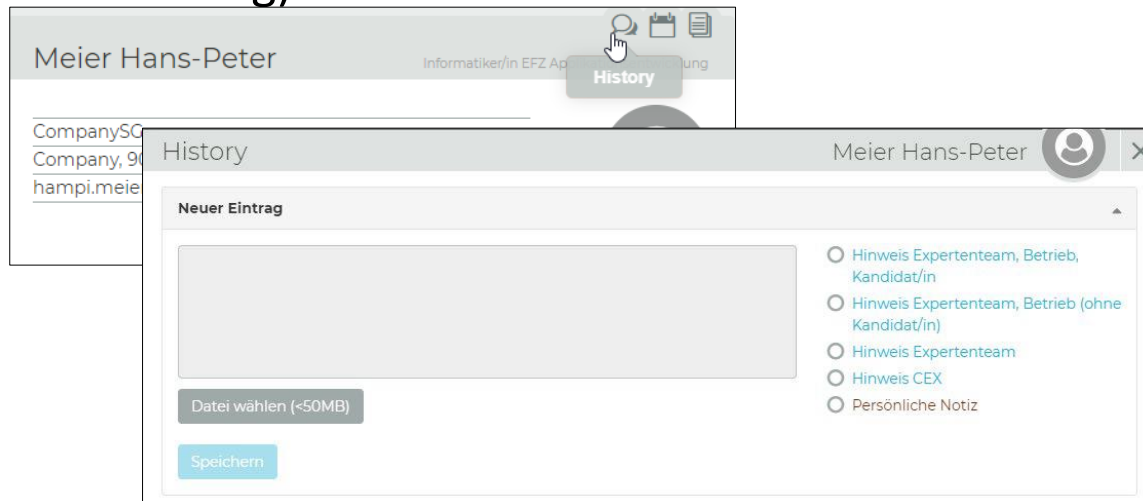 Meier Hans-Peter
Informatiker/in EFZ
History
CompanySO
Company, 90
hampi.meie
History
Meier Hans-Peter
Neuer Eintrag
Hinweis Expertenteam, Betrieb,
Kandidat/in
Hinweis Expertenteam, Betrieb (ohne
Kandidat/in)
Hinweis Expertenteam
Hinweis CEX
Persönliche Notiz
Datei wählen (<50MB)
Speichern